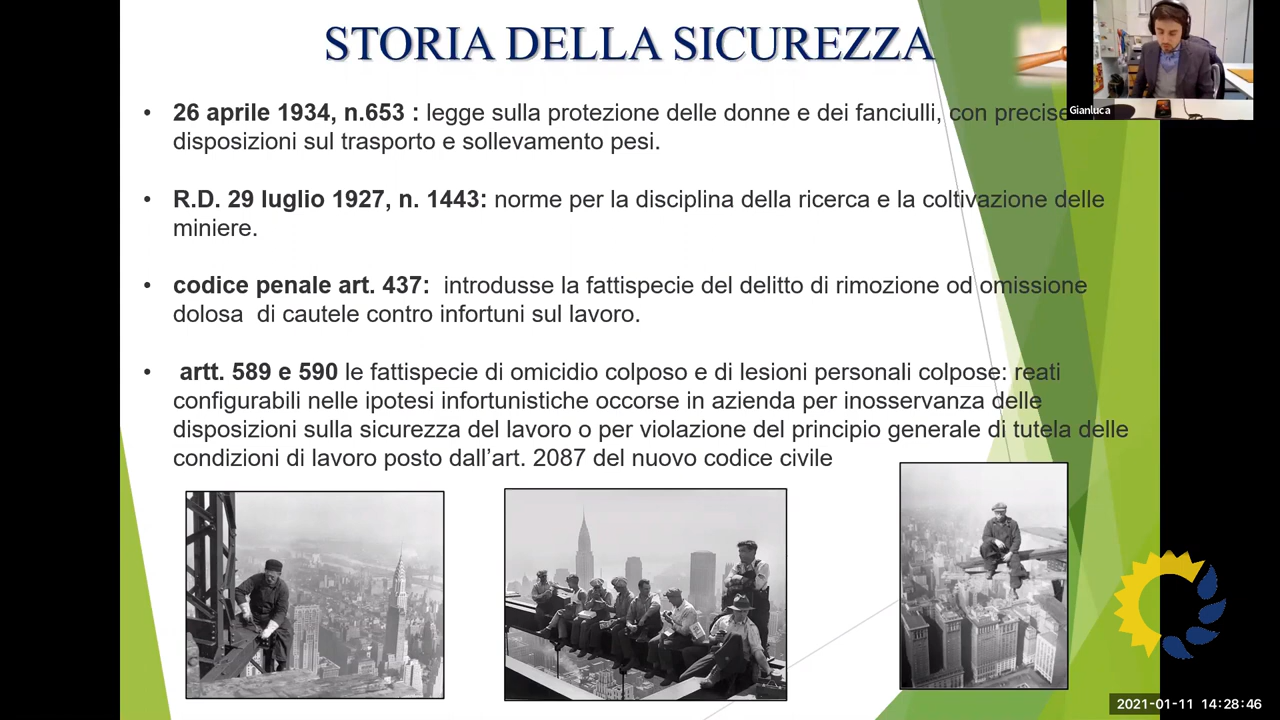 STORIA DELLA SICUREZZA
Gianluca
• 26 aprile 1934, n.653 : legge sulla protezione delle donne e dei fanciulli, con precise
disposizioni sul trasporto e sollevamento pesi.
• R.D. 29 luglio 1927, n. 1443: norme per la disciplina della ricerca e la coltivazione delle
miniere.
• codice penale art. 437: introdusse la fattispecie del delitto di rimozione od omissione
dolosa di cautele contro infortuni sul lavoro.
• artt. 589 e 590 le fattispecie di omicidio colposo e di lesioni personali colpose: reati
configurabili nelle ipotesi infortunistiche occorse in azienda per inosservanza delle
disposizioni sulla sicurezza del lavoro o per violazione del principio generale di tutela delle
condizioni di lavoro posto dall’art. 2087 del nuovo codice civile
2021-01-11 14:28:46